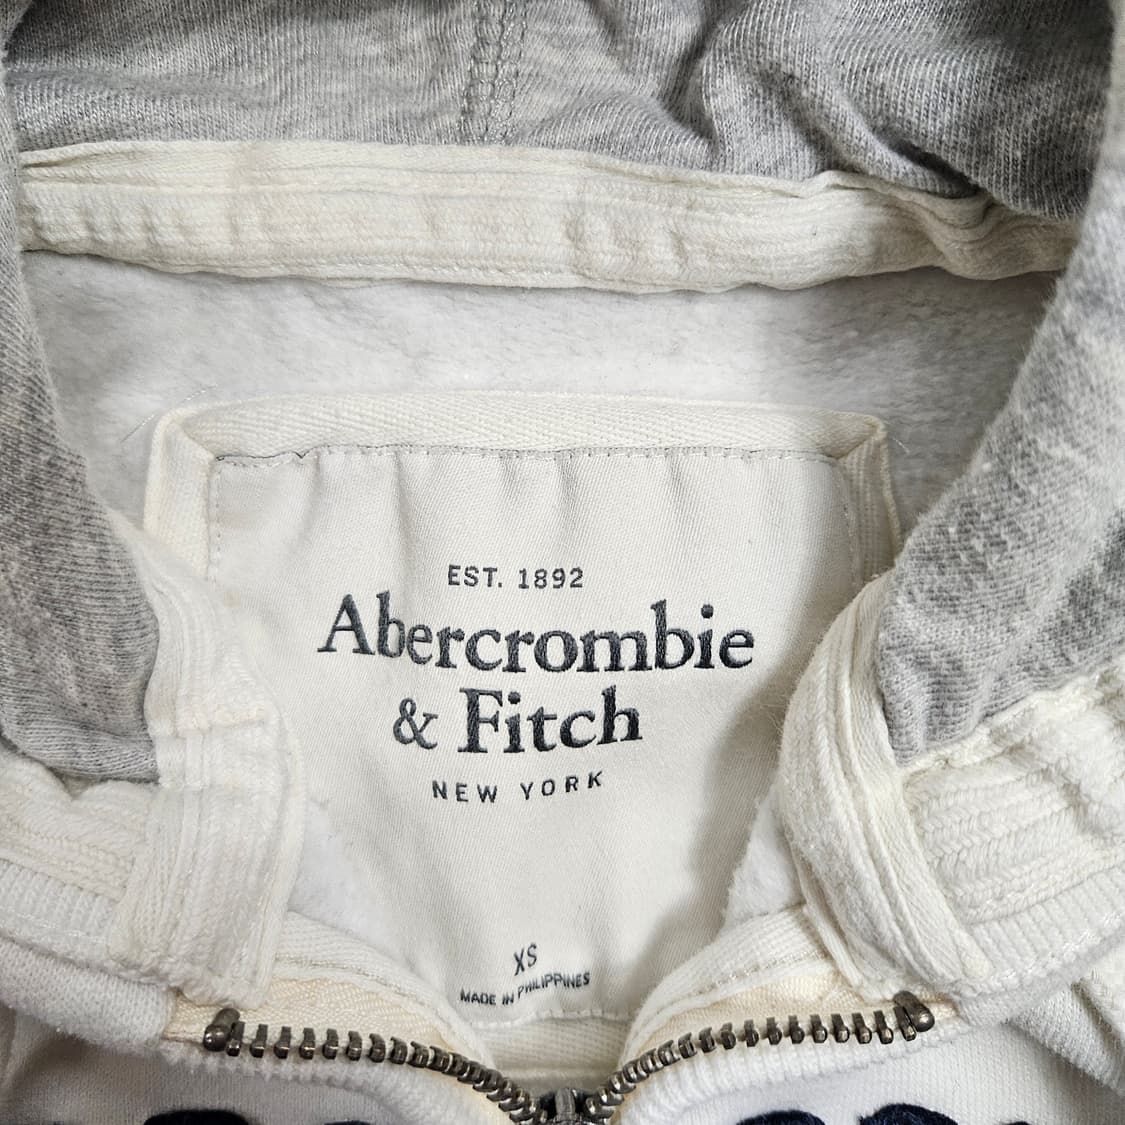 EST. 1892
Abercrombie
& Fitch
NEW YORK
XS
MADE IN PHILIPPINES